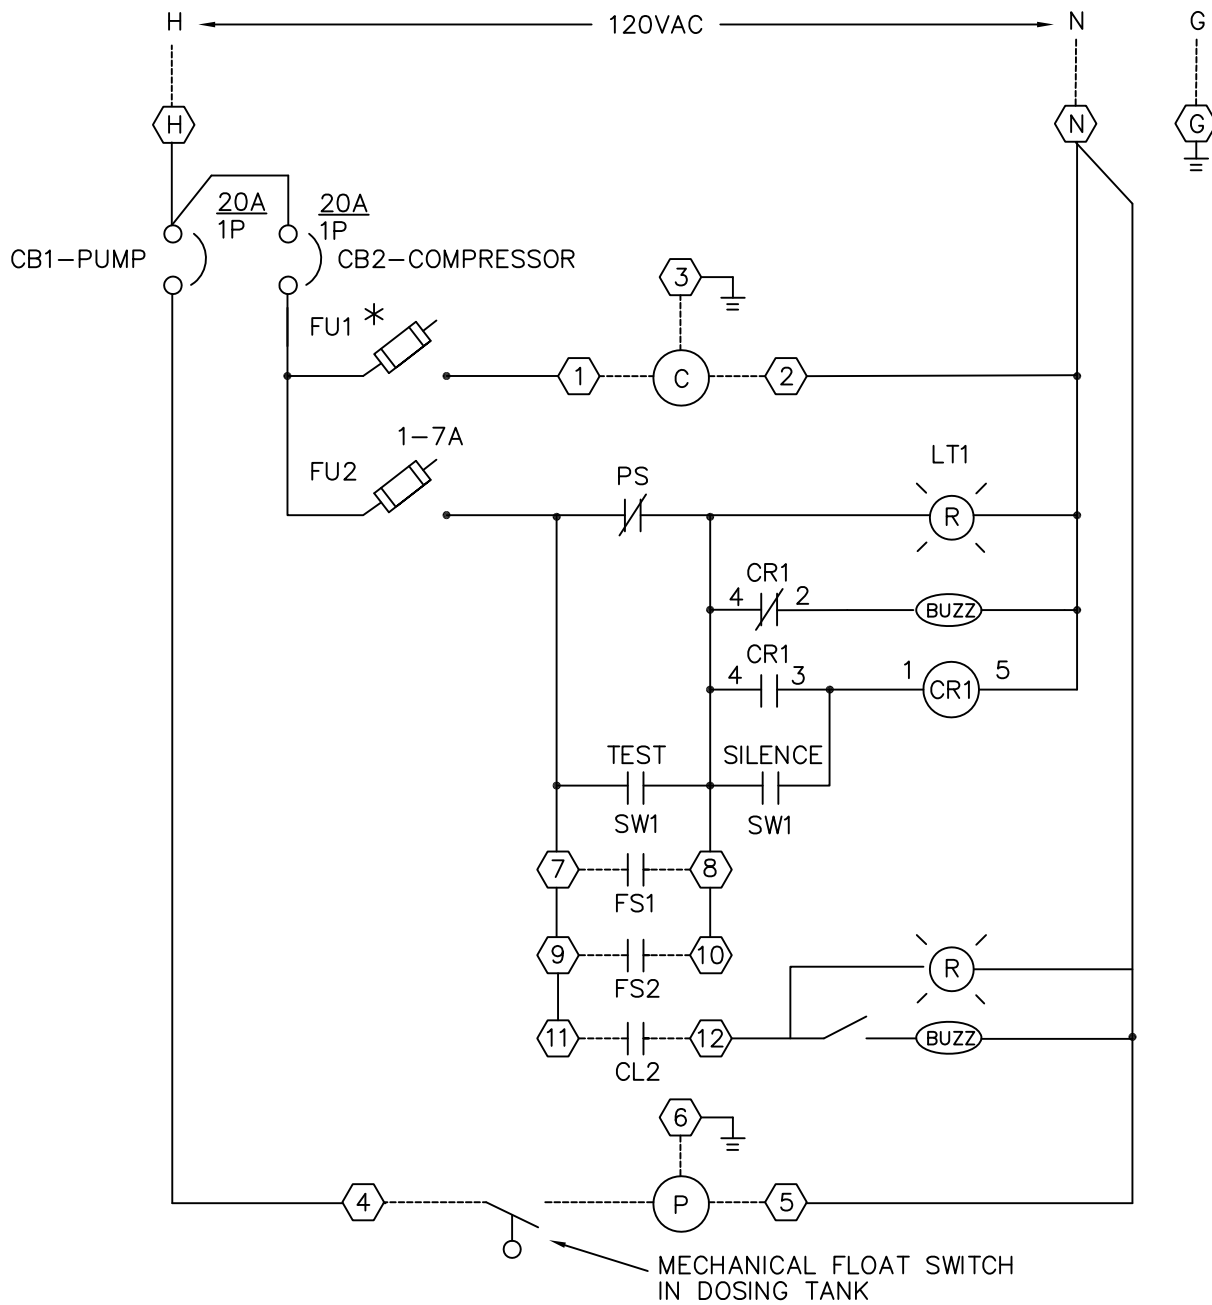 H 120VAC N G
H N G
20A 20A
1P 1P
CB1-PUMP CB2-COMPRESSOR
3
FU1 *
1 C 2
1-7A
FU2 PS LT1
R
CR1
4 2 BUZZ
CR1
4 3 1 CR1 5
TEST SILENCE
SW1 SW1
7 8
FS1
9 10 R
FS2
11 12 BUZZ
CL2
6
4 P 5
MECHANICAL FLOAT SWITCH
IN DOSING TANK